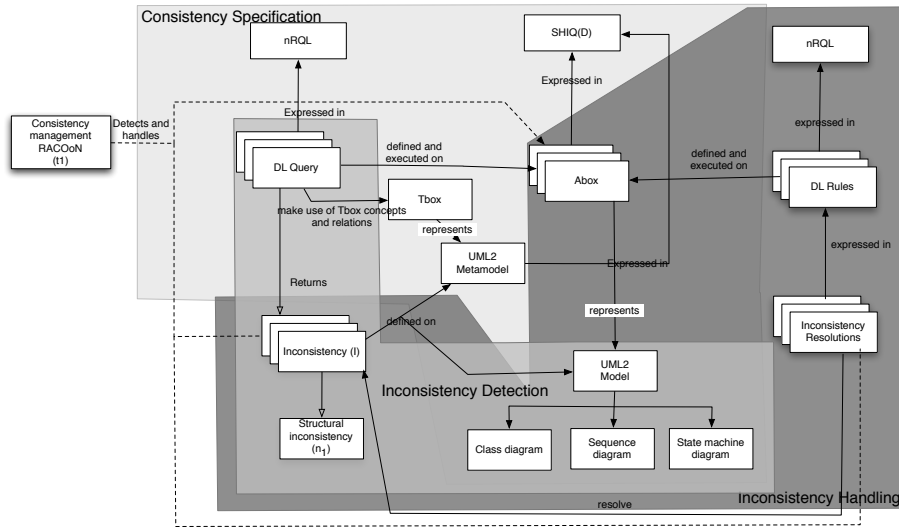 Consistency Specification
nRQL
SHIQ(D)
nRQL
Expressed in
Expressed in
Consistency
management
RACOoN
(t1)
Detects and
handles
expressed in
defined and
executed on
defined and
executed on
DL Query
Abox
DL Rules
Tbox
make use of Tbox concepts
and relations
represents
UML2
Metamodel
Expressed in
expressed in
Returns
represents
defined on
Inconsistency (I)
Inconsistency
Resolutions
UML2
Model
Inconsistency Detection
Structural
inconsistency
(n1)
Class diagram
Sequence
diagram
State machine
diagram
resolve
Inconsistency Handling